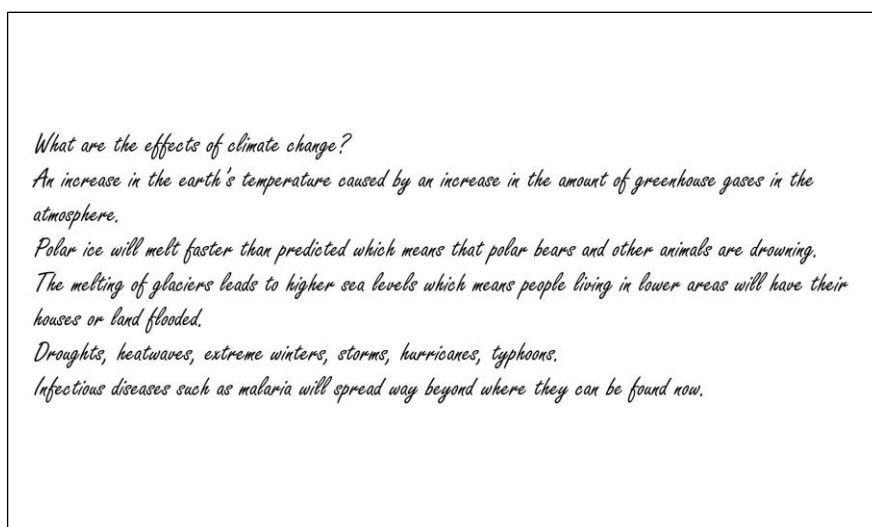 What are the effects of climate change?
An increase in the earth's temperature caused by an increase in the amount of greenhouse gases in the
atmosphere.
Polar ice will melt faster than predicted which means that polar bears and other animals are drowning.
The melting of glaciers leads to higher sea levels which means people living in lower areas will have their
houses or land flooded.
Droughts, heatwaves, extreme winters, storms, hurricanes, typhoons.
Infectious diseases such as malaria will spread way beyond where they can be found now.